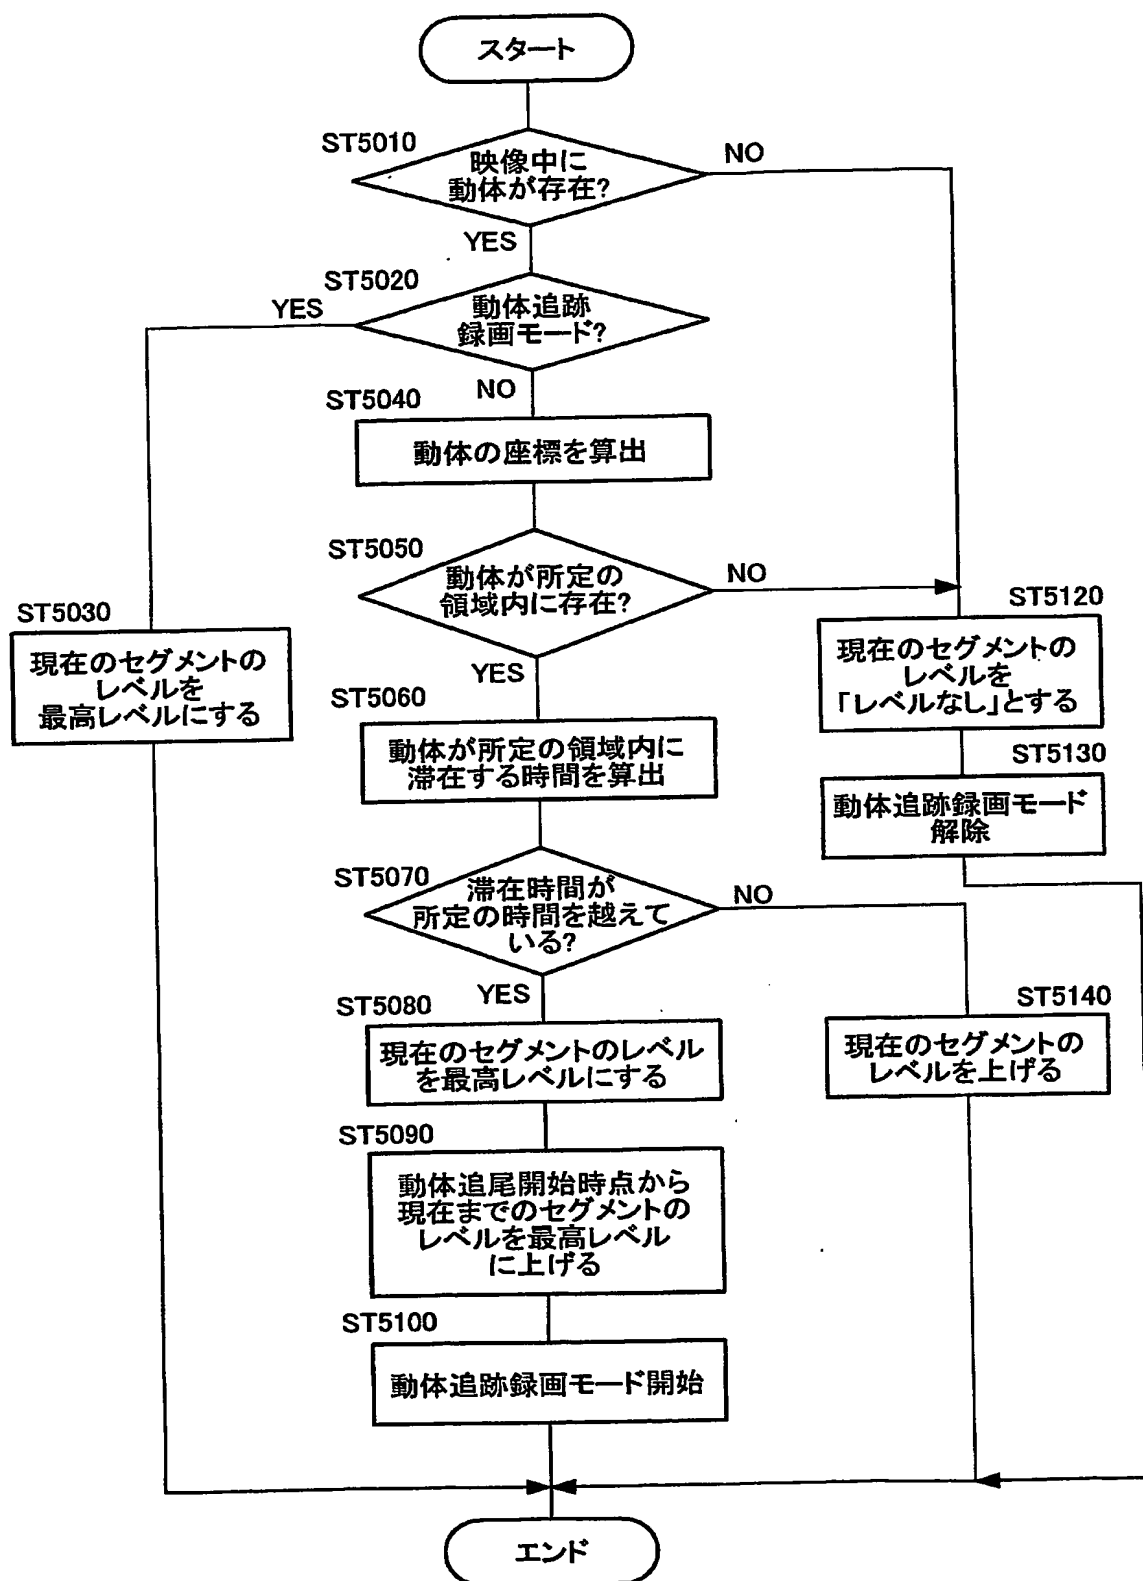 スタート
ST5010
映像中に
動体が存在?
NO
YES
ST5020
動体追跡
録画モード?
YES
NO
ST5040
動体の座標を算出
ST5050
動体が所定の
領域内に存在?
NO
YES
ST5030
現在のセグメントの
レベルを
最高レベルにする
ST5120
現在のセグメントの
レベルを
「レベルなし」とする
ST5060
動体が所定の領域内に
滞在する時間を算出
ST5130
動体追跡録画モード
解除
ST5070
滞在時間が
所定の時間を越えて
いる?
NO
YES
ST5080
現在のセグメントのレベル
を最高レベルにする
ST5140
現在のセグメントの
レベルを上げる
ST5090
動体追尾開始時点から
現在までのセグメントの
レベルを最高レベル
に上げる
ST5100
動体追跡録画モード開始
エンド